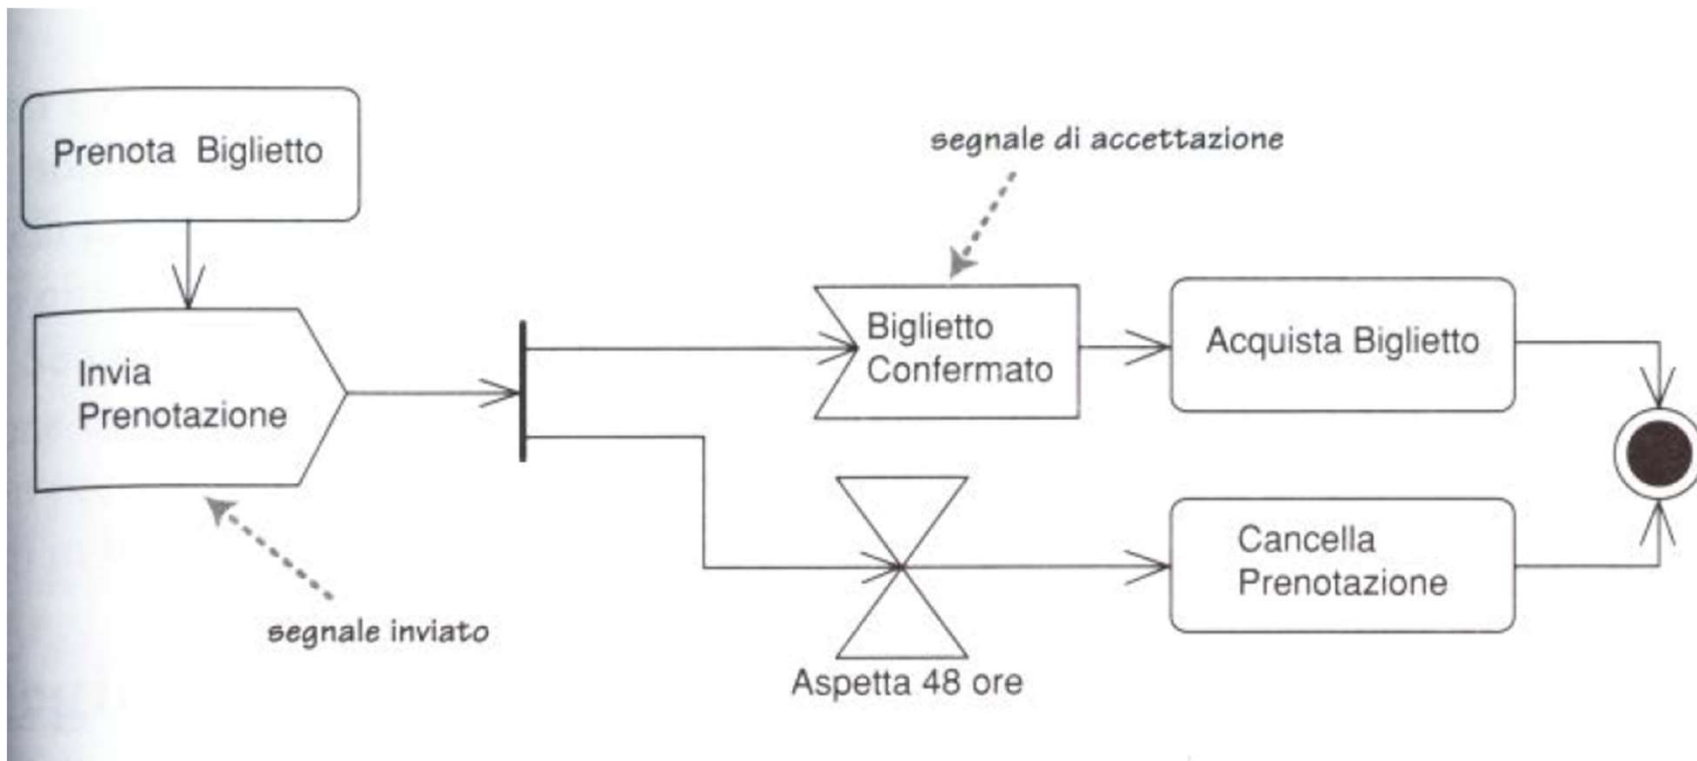 Prenota Biglietto
segnale di accettazione
Invia
Prenotazione
Biglietto
Confermato
Acquista Biglietto
segnale inviato
Cancella
Prenotazione
Aspetta 48 ore